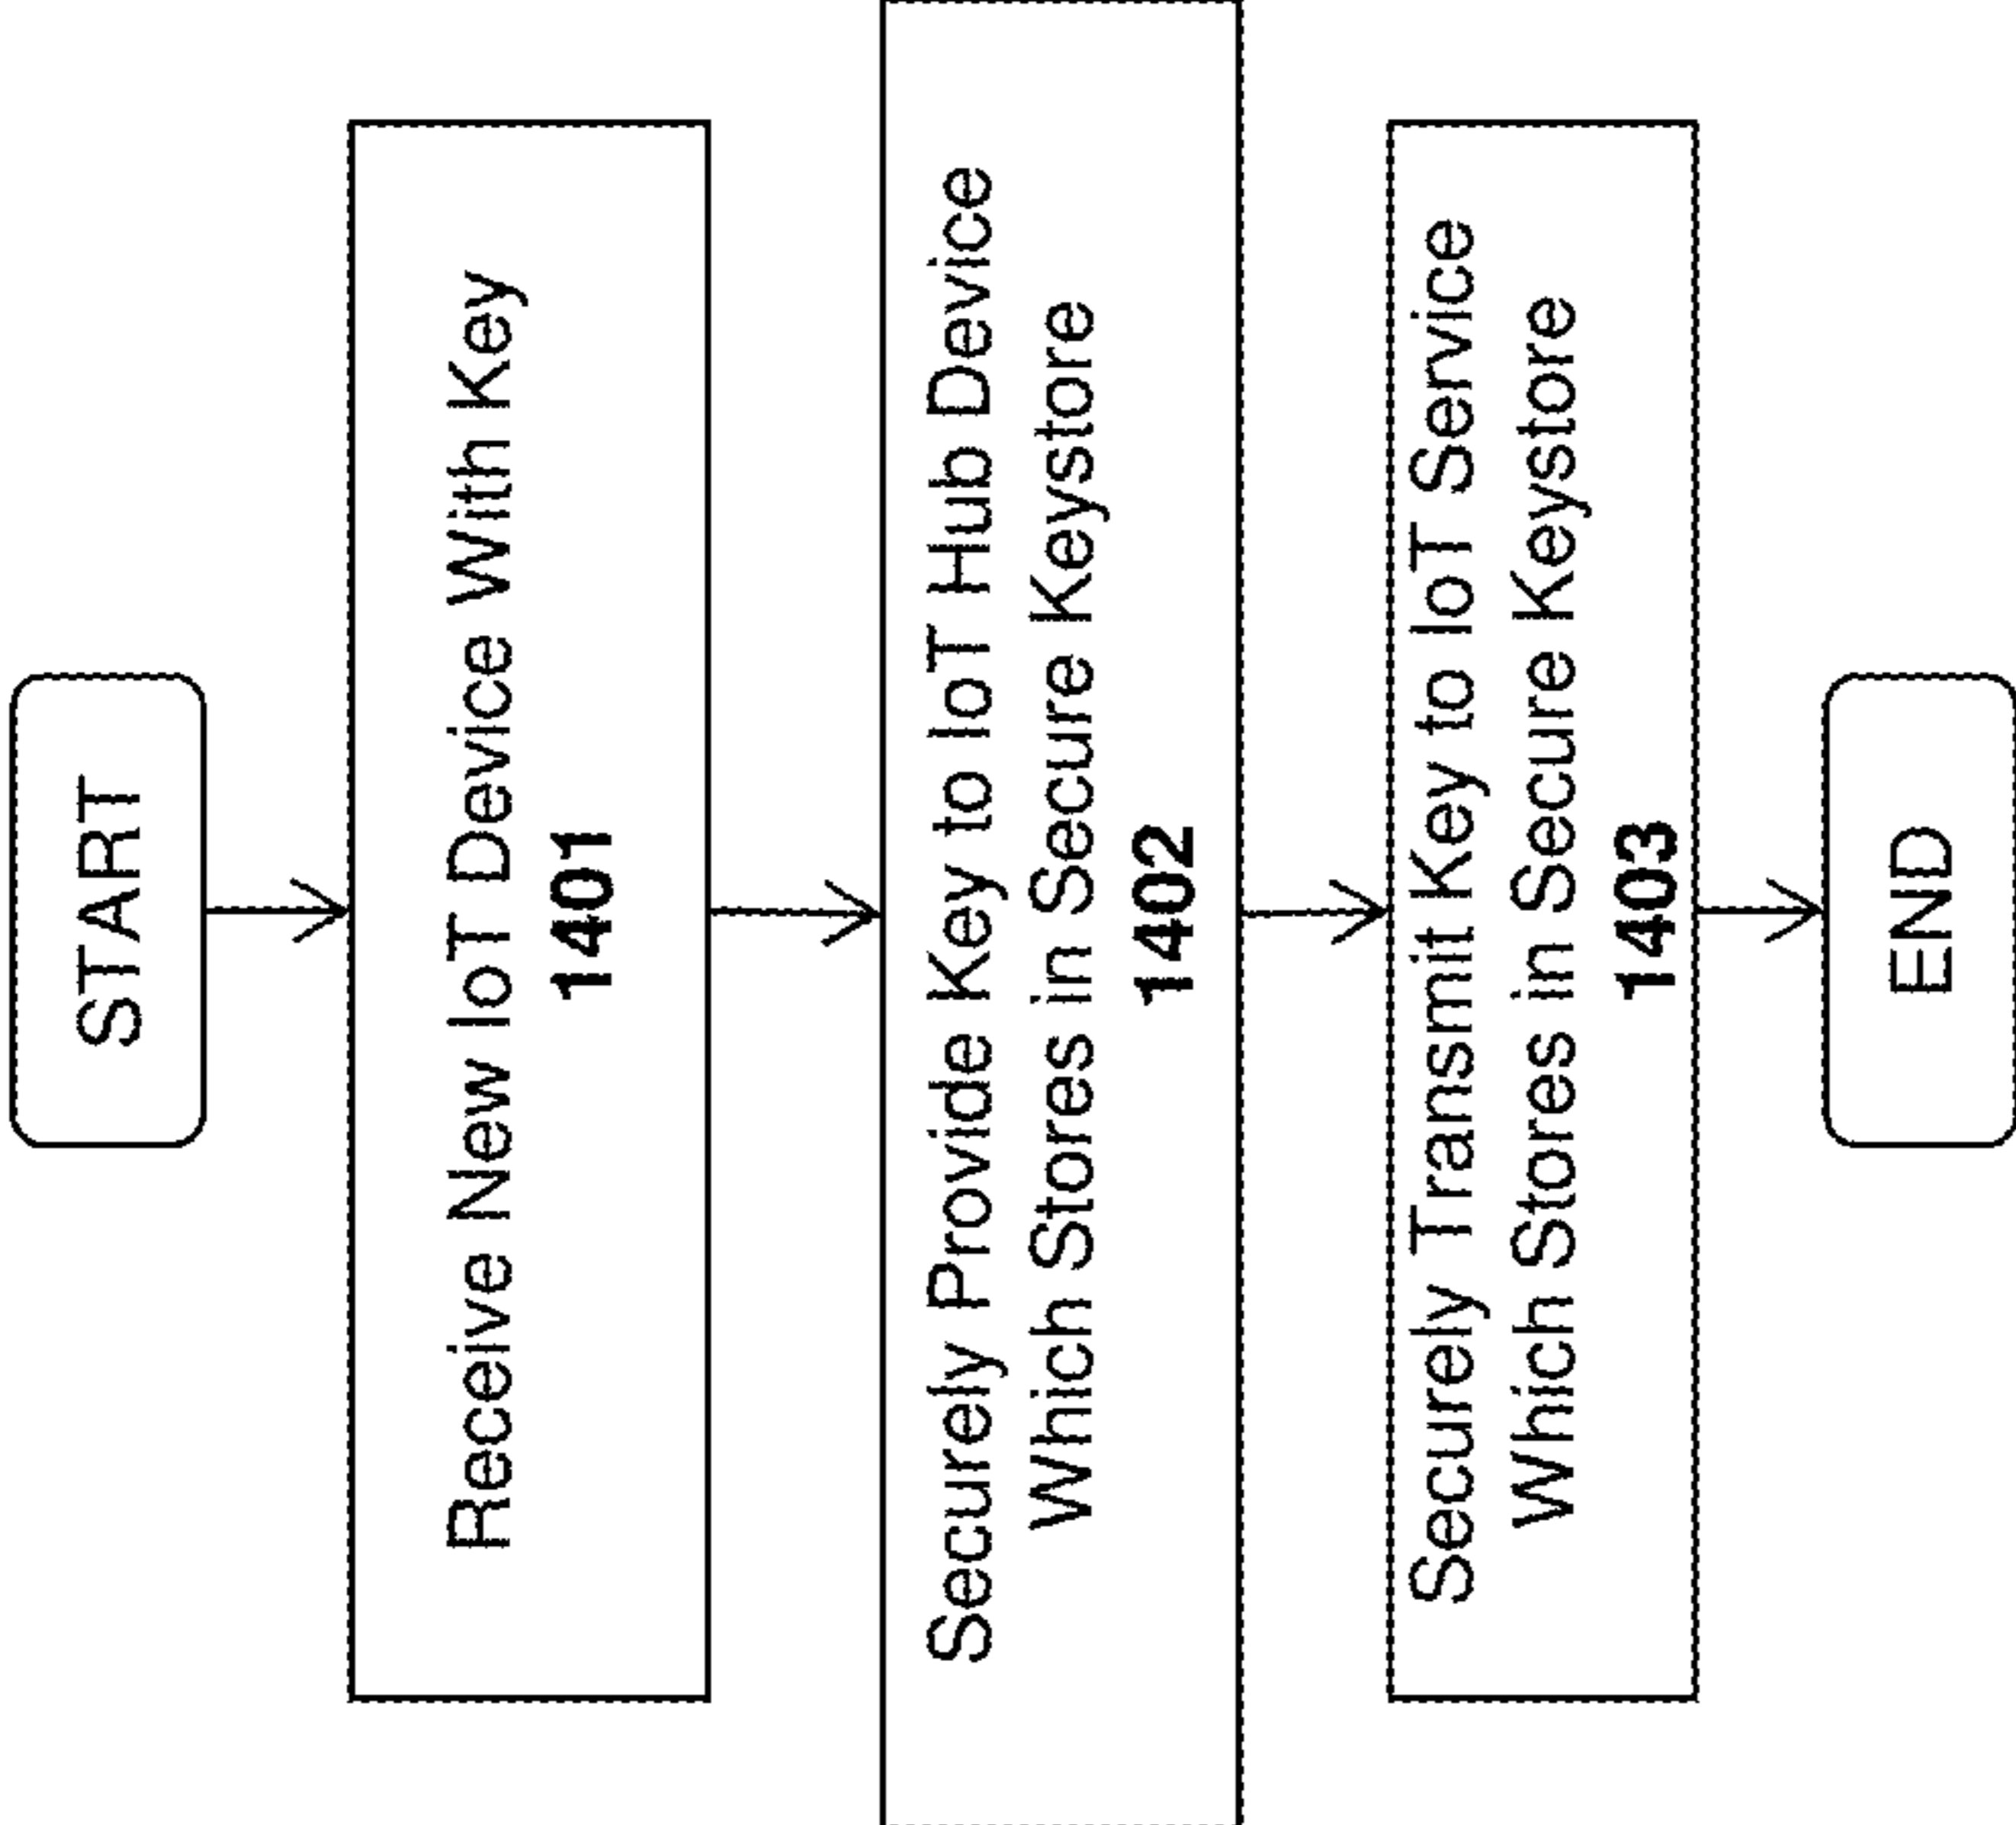 START
Receive New IoT Device With Key
1401
Securely Provide Key to IoT Hub Device
Which Stores in Secure Keystore
1402
Securely Transmit Key to IoT Service
Which Stores in Secure Keystore
1403
END